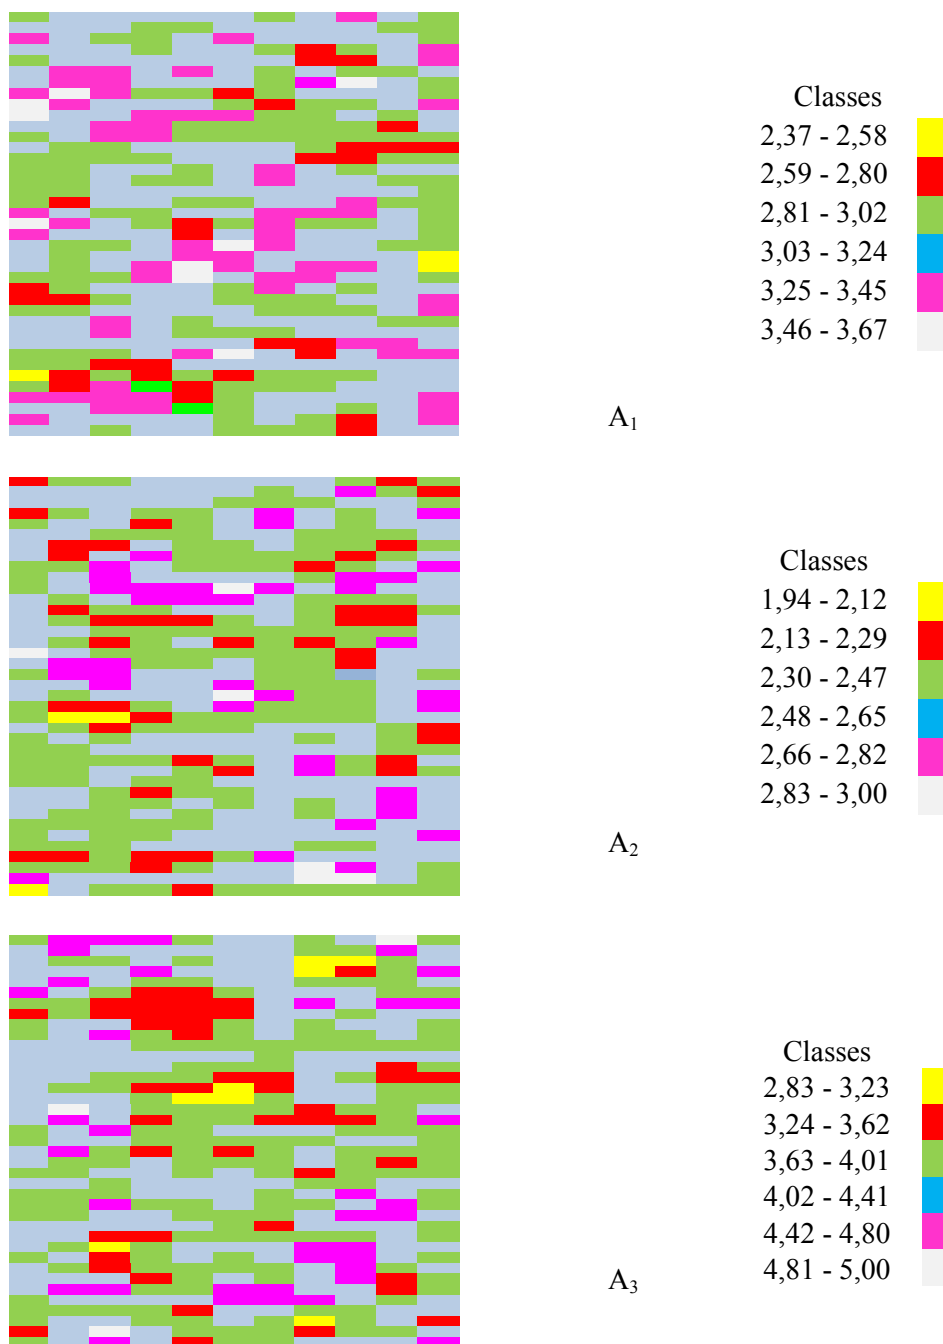 Classes
2,37 - 2,58
2,59 - 2,80
2,81 - 3,02
3,03 - 3,24
3,25 - 3,45
3,46 - 3,67
A₁
Classes
1,94 - 2,12
2,13 - 2,29
2,30 - 2,47
2,48 - 2,65
2,66 - 2,82
2,83 - 3,00
A₂
Classes
2,83 - 3,23
3,24 - 3,62
3,63 - 4,01
4,02 - 4,41
4,42 - 4,80
4,81 - 5,00
A₃